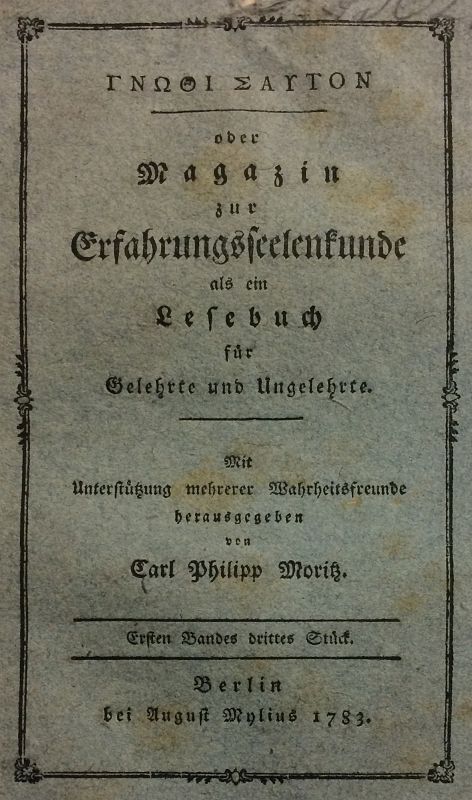 ΓΝΩΘΙ ΣΑΥΤΟΝ
oder
Magazin
zur
Erfahrungsseelenkunde
als ein
Lesebuch
für
Gelehrte und Ungelehrte.
Mit
Unterstützung mehrerer Wahrheitsfreunde
herausgegeben
von
Carl Philipp Moritz.
Ersten Bandes drittes Stück.
Berlin
bei August Mylius 1783.